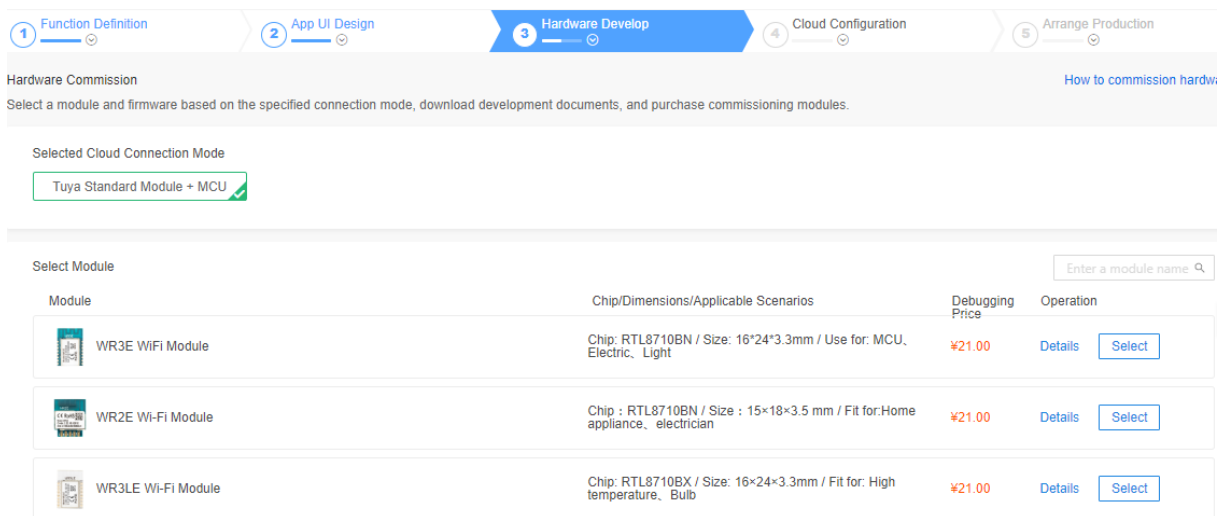 1 Function Definition
2 App UI Design
3 Hardware Develop
4 Cloud Configuration
5 Arrange Production
Hardware Commission
How to commission hardwa
Select a module and firmware based on the specified connection mode, download development documents, and purchase commissioning modules.
Selected Cloud Connection Mode
Tuya Standard Module + MCU
Select Module
Enter a module name
Module
Chip/Dimensions/Applicable Scenarios
Debugging
Price
Operation
WR3E WiFi Module
Chip: RTL8710BN / Size: 16*24*3.3mm / Use for: MCU、
Electric、Light
¥21.00
Details
Select
WR2E Wi-Fi Module
Chip：RTL8710BN / Size：15×18×3.5 mm / Fit for:Home
appliance、electrician
¥21.00
Details
Select
WR3LE Wi-Fi Module
Chip: RTL8710BX / Size: 16×24×3.3mm / Fit for: High
temperature、Bulb
¥21.00
Details
Select